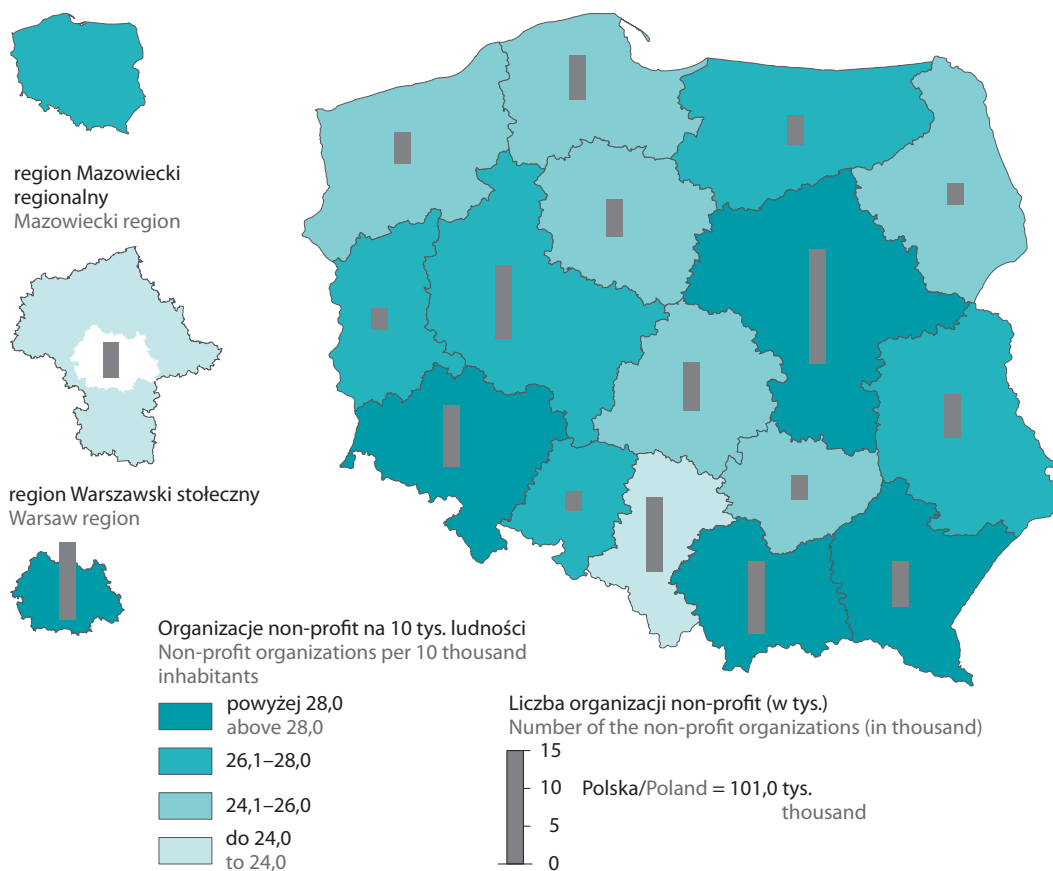 region Mazowiecki
regionalny
Mazowiecki region
region Warszawski stołeczny
Warsaw region
Organizacje non-profit na 10 tys. ludności
Non-profit organizations per 10 thousand
inhabitants
powyżej 28,0
above 28,0
26,1–28,0
24,1–26,0
do 24,0
to 24,0
Liczba organizacji non-profit (w tys.)
Number of the non-profit organizations (in thousand)
15
10
5
0
Polska/Poland = 101,0 tys.
thousand